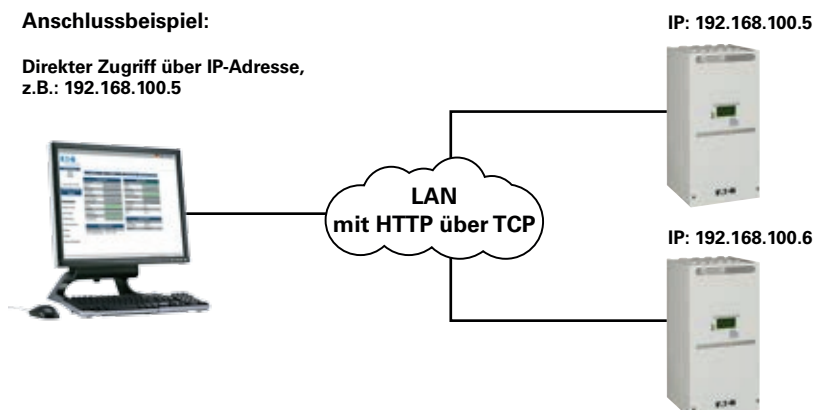 Anschlussbeispiel:
Direkter Zugriff über IP-Adresse,
z.B.: 192.168.100.5
IP: 192.168.100.5
LAN
mit HTTP über TCP
IP: 192.168.100.6